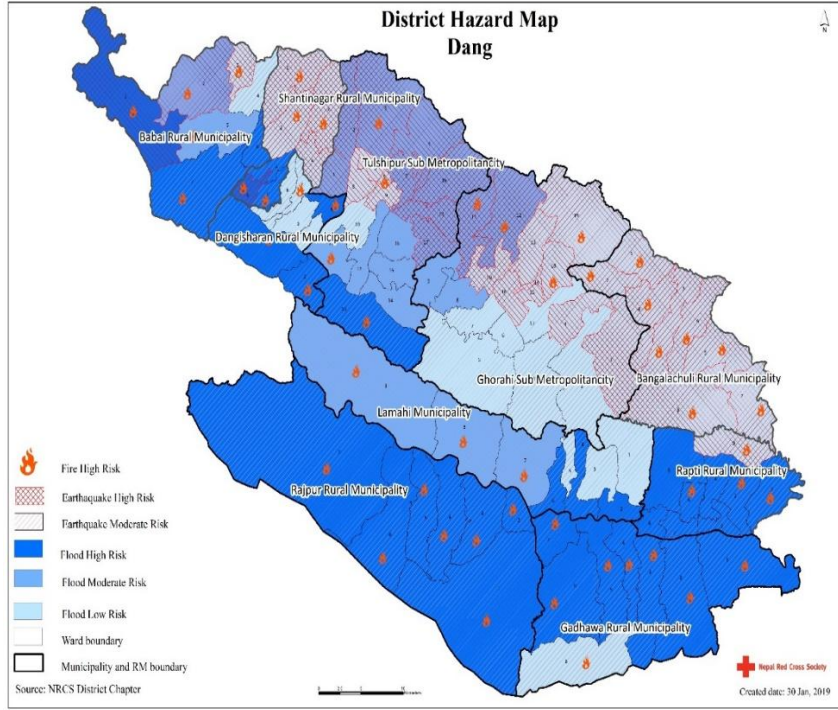 District Hazard Map
Dang
N
Shantinagar Rural Municipality
Babai Rural Municipality
Tulshipur Sub Metropolitancity
Dangisharan Rural Municipality
Ghorahi Sub Metropolitancity
Bangalachuli Rural Municipality
Lamahi Municipality
Rapti Rural Municipality
Rajpur Rural Municipality
Gadhawa Rural Municipality
Fire High Risk
Earthaquake High Risk
Earthquake Moderate Risk
Flood High Risk
Flood Moderate Risk
Flood Low Risk
Ward boundary
Municipality and RM boundary
Source: NRCS District Chapter
Nepal Red Cross Society
Created date: 30 Jan, 2019